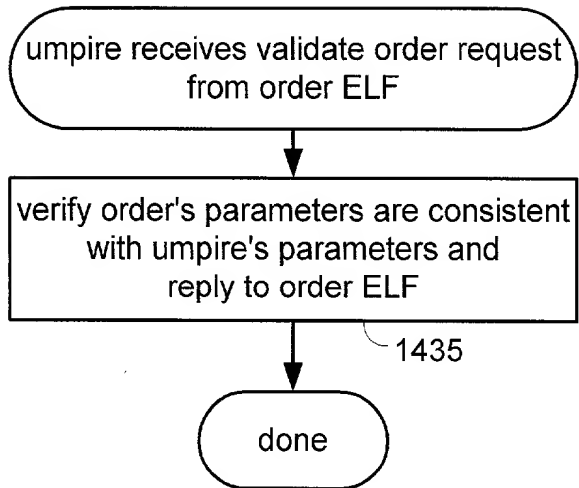 umpire receives validate order request
from order ELF
verify order's parameters are consistent
with umpire's parameters and
reply to order ELF
1435
done